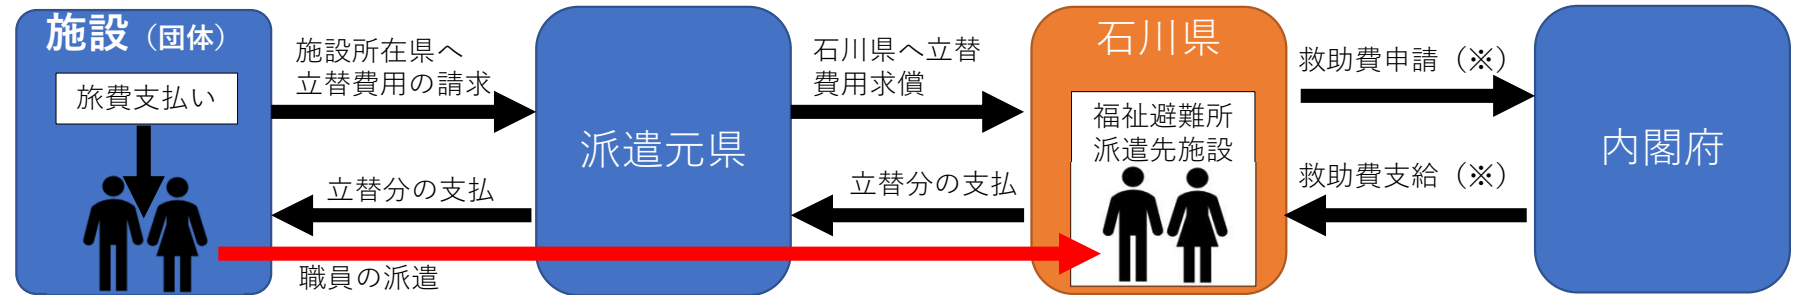 施設（団体）
旅費支払い
施設所在県へ
立替費用の請求
立替分の支払
職員の派遣
派遣元県
石川県へ立替
費用求償
立替分の支払
石川県
福祉避難所
派遣先施設
救助費申請（※）
救助費支給（※）
内閣府